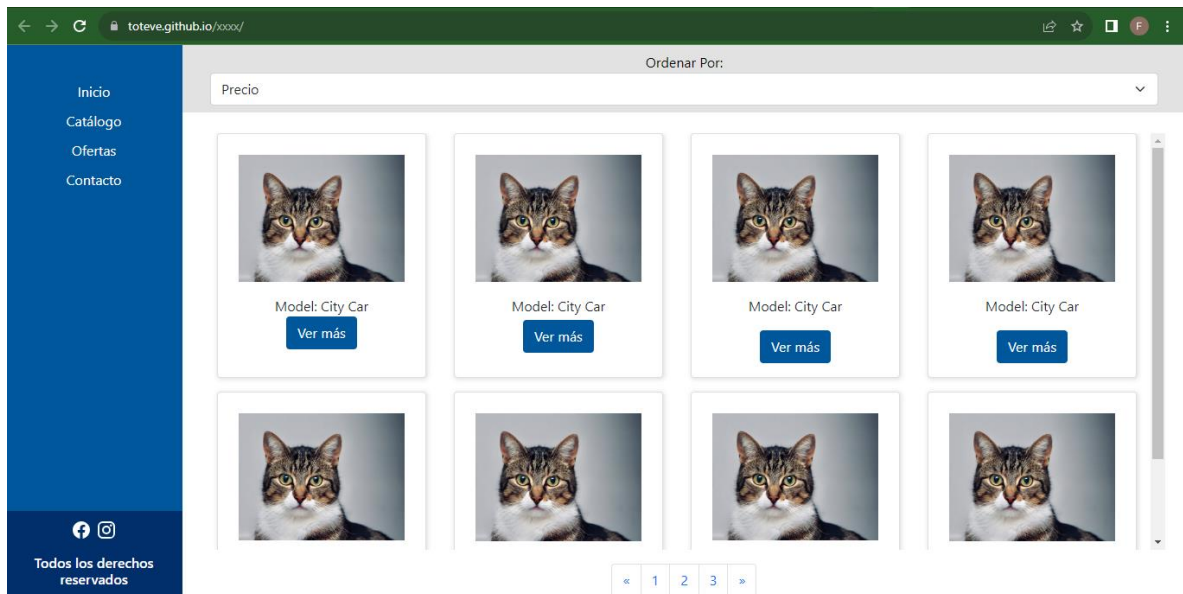 toteve.github.io/xxxx/
F
Inicio
Catálogo
Ofertas
Contacto
Todos los derechos
reservados
Ordenar Por:
Precio
Model: City Car
Ver más
Model: City Car
Ver más
Model: City Car
Ver más
Model: City Car
Ver más
« 1 2 3 »